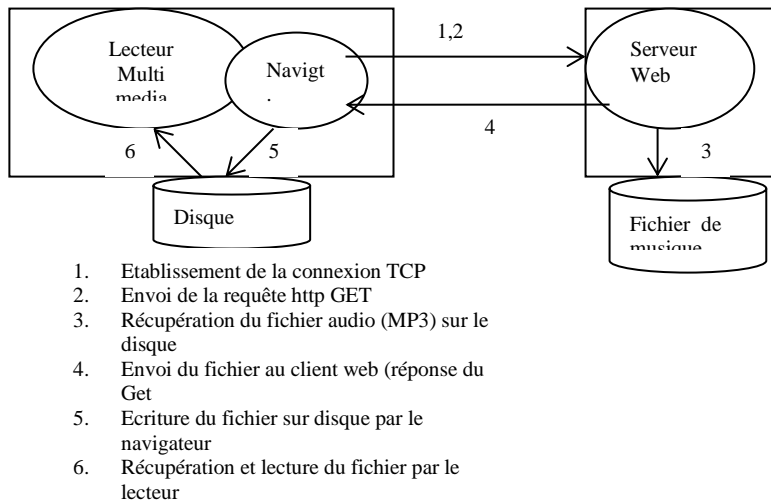 Lecteur
Multi
media
Navigt
.
1,2
Serveur
Web
4
6
5
3
Disque
Fichier de
musique
1. Etablissement de la connexion TCP
2. Envoi de la requête http GET
3. Récupération du fichier audio (MP3) sur le
disque
4. Envoi du fichier au client web (réponse du
Get
5. Ecriture du fichier sur disque par le
navigateur
6. Récupération et lecture du fichier par le
lecteur